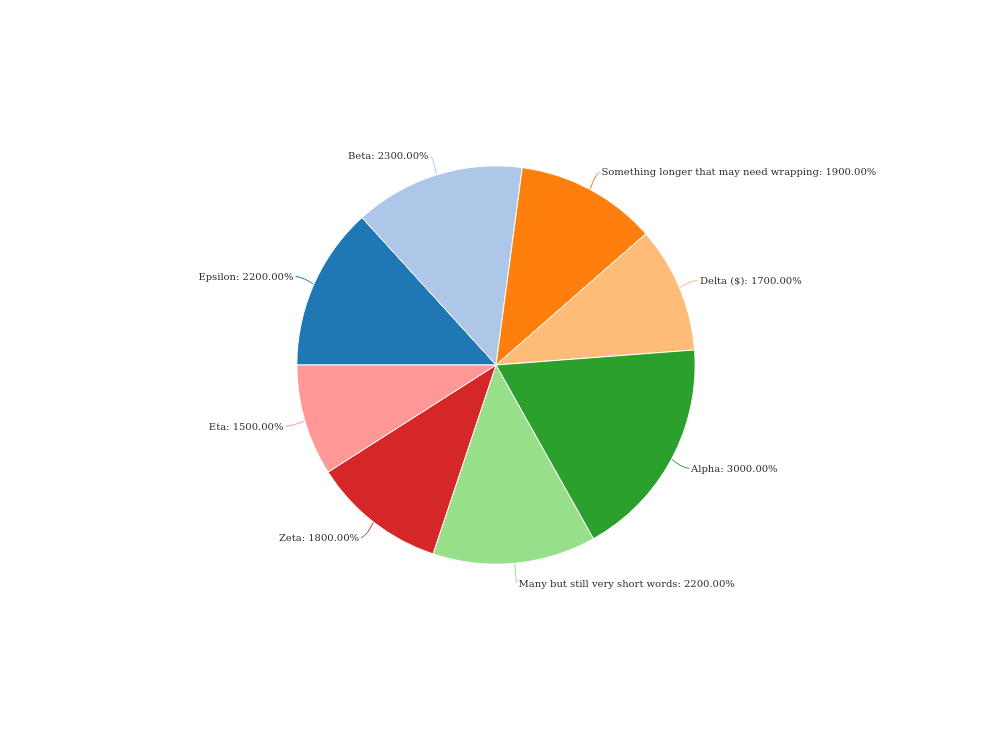 Beta: 2300.00%
Something longer that may need wrapping: 1900.00%
Epsilon: 2200.00%
Delta ($): 1700.00%
Eta: 1500.00%
Alpha: 3000.00%
Zeta: 1800.00%
Many but still very short words: 2200.00%